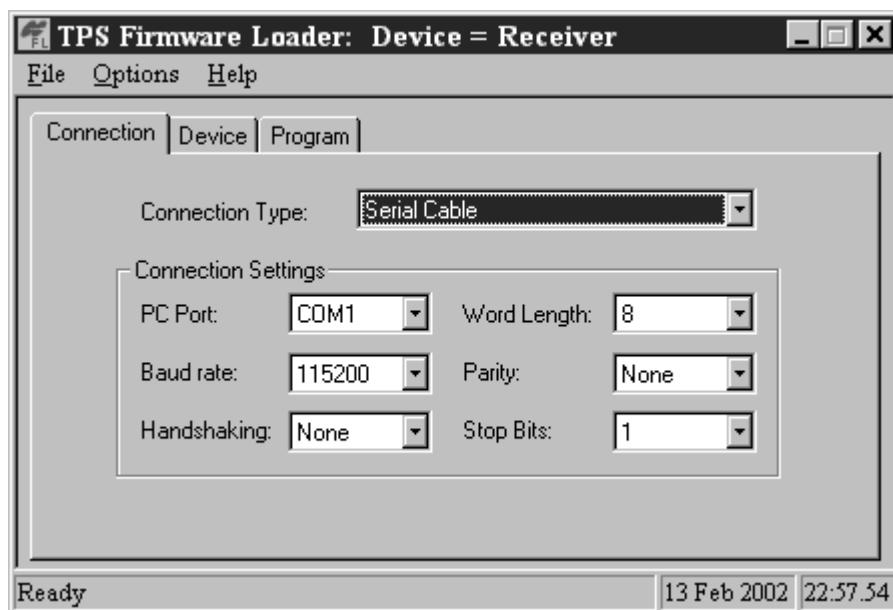 FL TPS Firmware Loader: Device = Receiver
File Options Help
Connection Device Program
Connection Type: Serial Cable
Connection Settings
PC Port: COM1 Word Length: 8
Baud rate: 115200 Parity: None
Handshaking: None Stop Bits: 1
Ready 13 Feb 2002 22:57.54